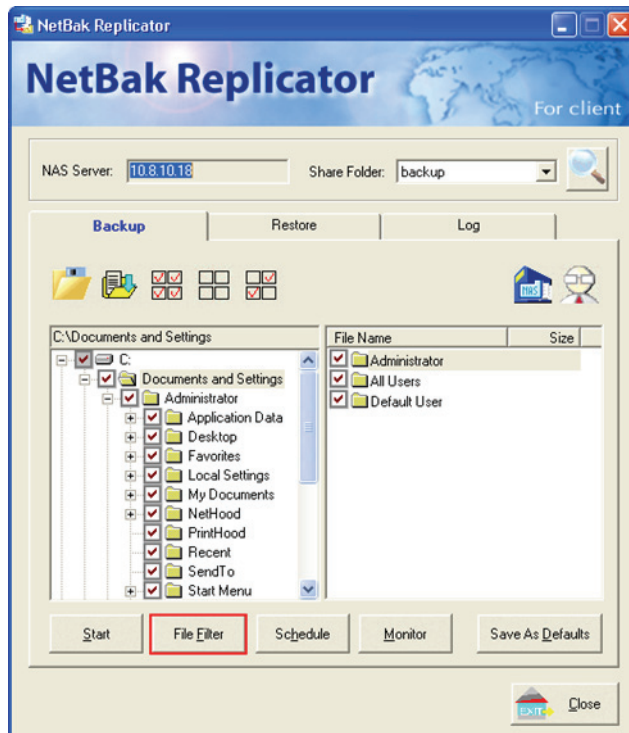 NetBak Replicator
NetBak Replicator
For client
NAS Server: 10.8.10.18 Share Folder: backup
Backup Restore Log
NAS
C:\Documents and Settings
C:
Documents and Settings
Administrator
Application Data
Desktop
Favorites
Local Settings
My Documents
NetHood
PrintHood
Recent
SendTo
Start Menu
File Name Size
Administrator
All Users
Default User
Start File Filter Schedule Monitor Save As Defaults
EXIT Close